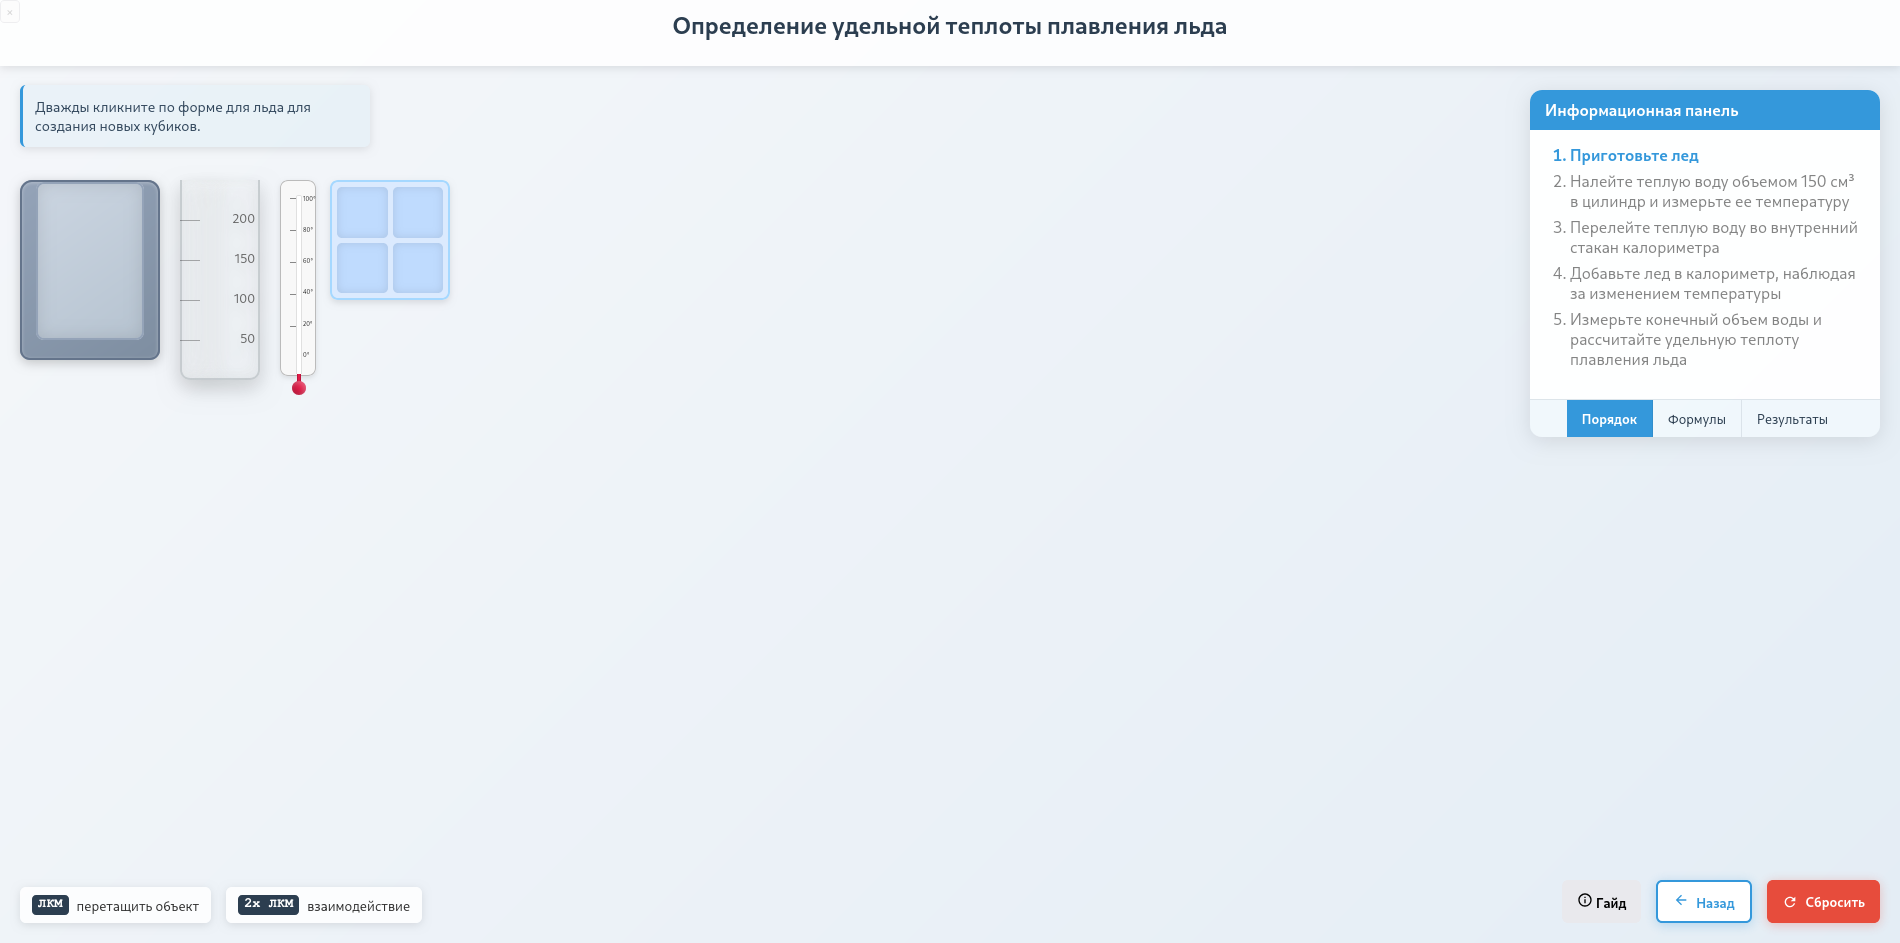 ×
Определение удельной теплоты плавления льда
Дважды кликните по форме для льда для
создания новых кубиков.
200
150
100
50
100°
80°
60°
40°
20°
0°
Информационная панель
1. Приготовьте лед
2. Налейте теплую воду объемом 150 см³
в цилиндр и измерьте ее температуру
3. Перелейте теплую воду во внутренний
стакан калориметра
4. Добавьте лед в калориметр, наблюдая
за изменением температуры
5. Измерьте конечный объем воды и
рассчитайте удельную теплоту
плавления льда
Порядок Формулы Результаты
ЛКМ перетащить объект 2х ЛКМ взаимодействие
Гайд Назад Сбросить